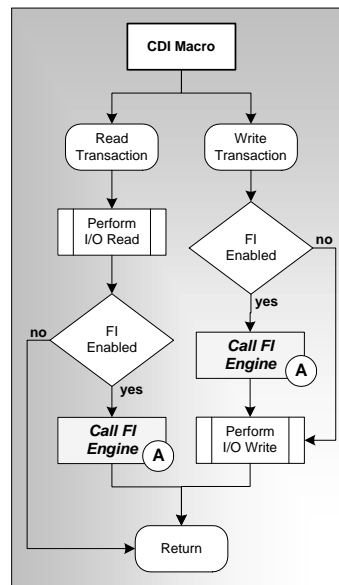 CDI Macro
Read
Transaction
Write
Transaction
Perform
I/O Read
FI
Enabled
no
yes
Call FI
Engine
A
FI
Enabled
no
yes
Call FI
Engine
A
Perform
I/O Write
Return